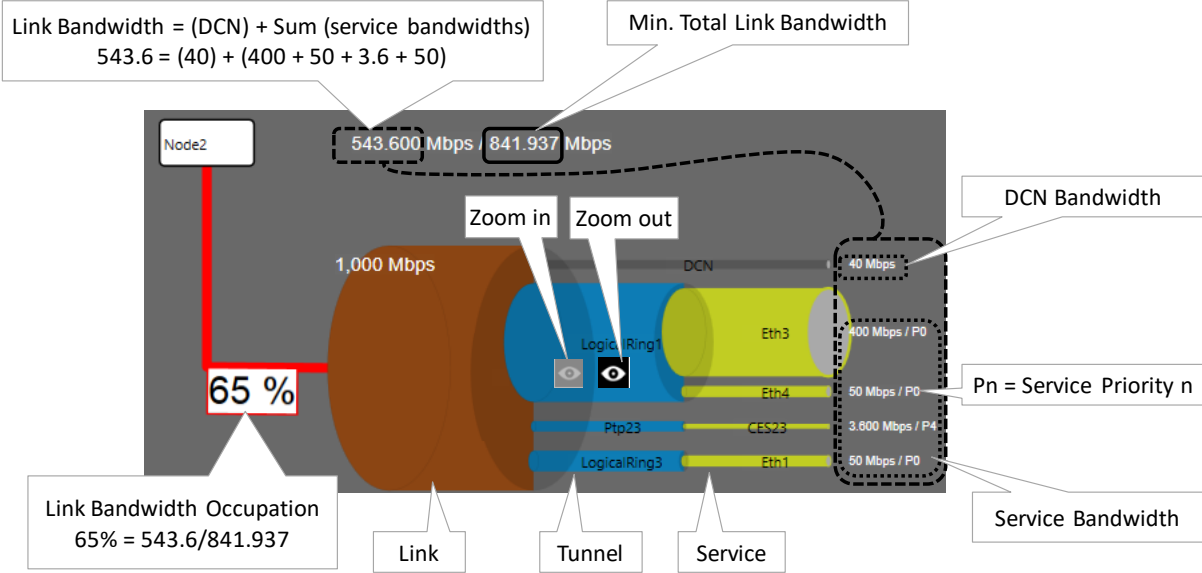 Link Bandwidth = (DCN) + Sum (service bandwidths)
543.6 = (40) + (400 + 50 + 3.6 + 50)
Min. Total Link Bandwidth
Node2
543.600 Mbps / 841.937 Mbps
Zoom in
Zoom out
DCN Bandwidth
1,000 Mbps
DCN
40 Mbps
LogicalRing1
Eth3
400 Mbps / P0
65 %
Eth4
50 Mbps / P0
Pn = Service Priority n
Ptp23
CES23
3.600 Mbps / P4
LogicalRing3
Eth1
50 Mbps / P0
Link Bandwidth Occupation
65% = 543.6/841.937
Link
Tunnel
Service
Service Bandwidth